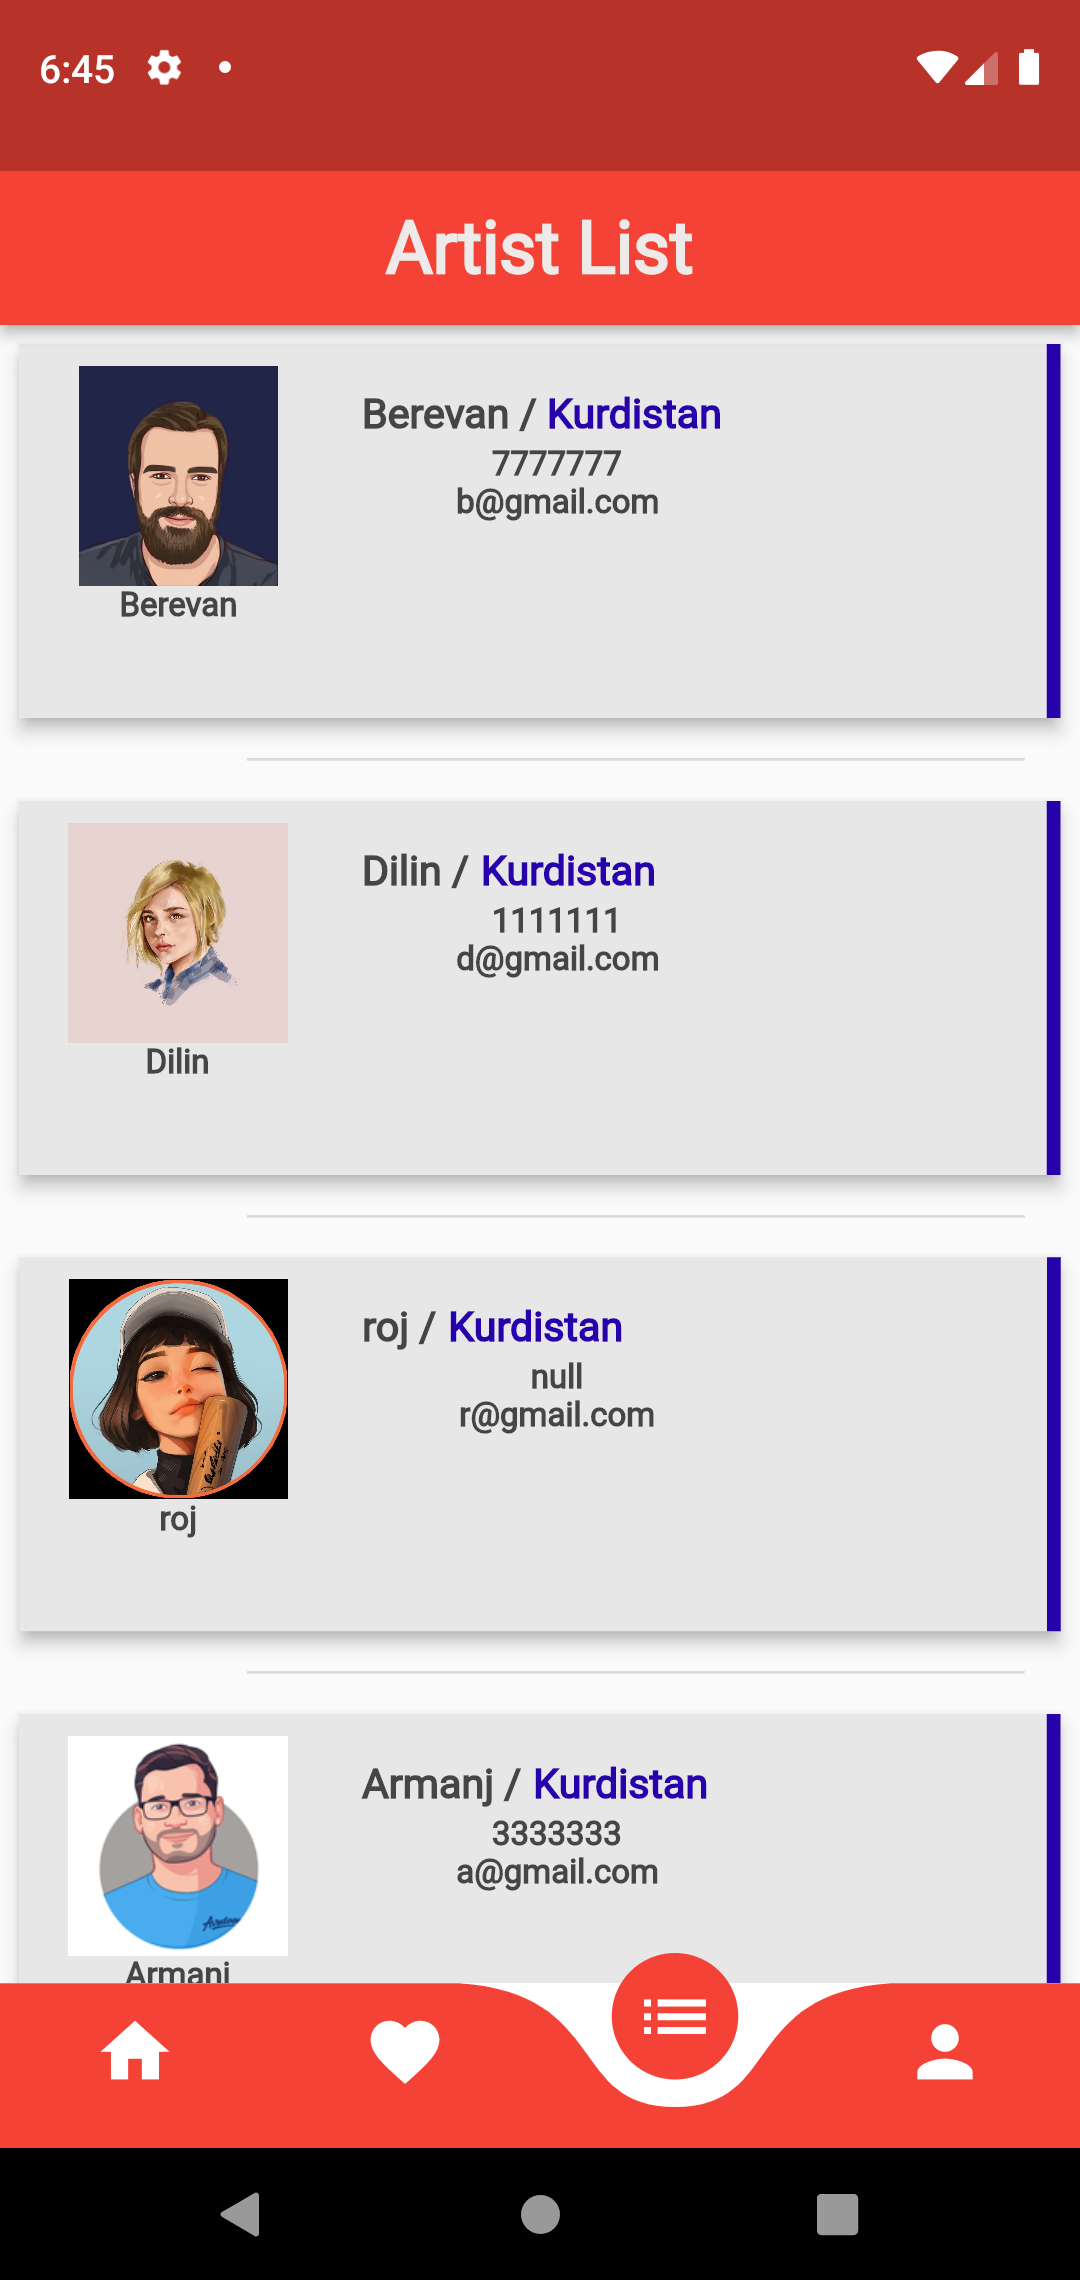 6:45
Artist List
Berevan / Kurdistan
7777777
b@gmail.com
Berevan
Dilin / Kurdistan
1111111
d@gmail.com
Dilin
roj / Kurdistan
null
r@gmail.com
roj
Armanj / Kurdistan
3333333
a@gmail.com
Armanj